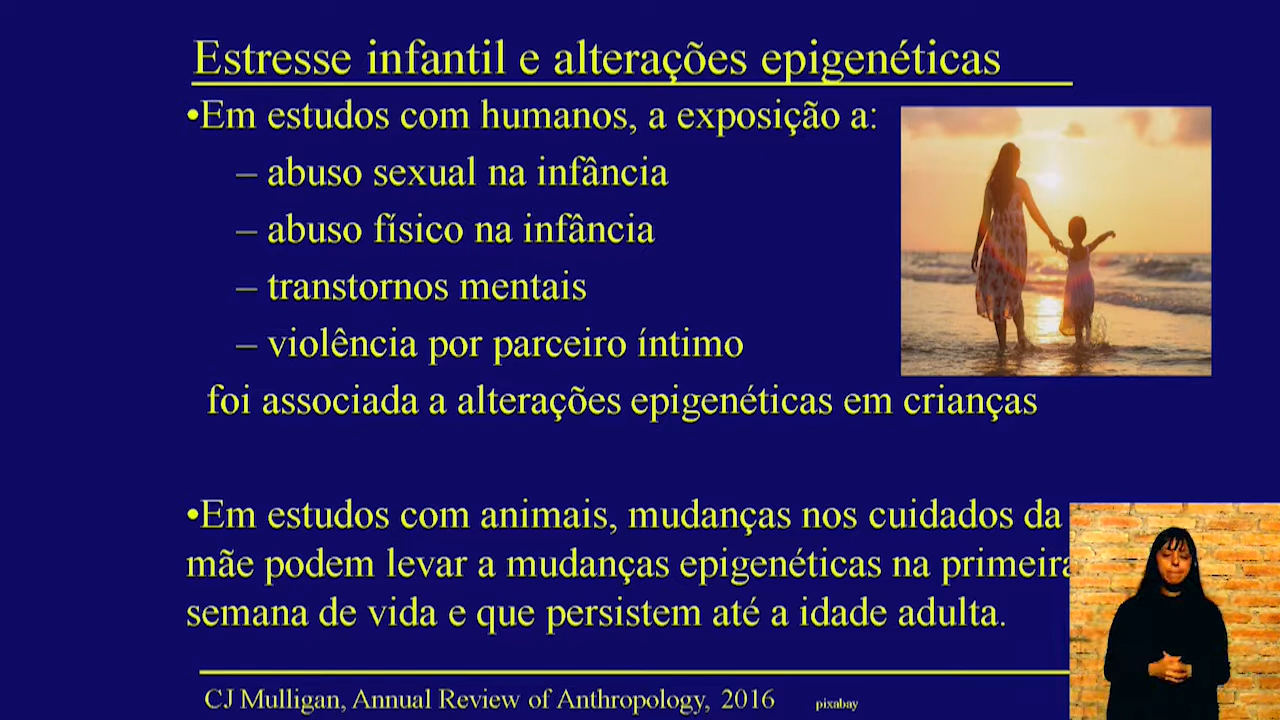 Estresse infantil e alterações epigenéticas
•Em estudos com humanos, a exposição a:
– abuso sexual na infância
– abuso físico na infância
– transtornos mentais
– violência por parceiro íntimo
foi associada a alterações epigenéticas em crianças
•Em estudos com animais, mudanças nos cuidados da
mãe podem levar a mudanças epigenéticas na primeira
semana de vida e que persistem até a idade adulta.
CJ Mulligan, Annual Review of Anthropology, 2016
pixabay